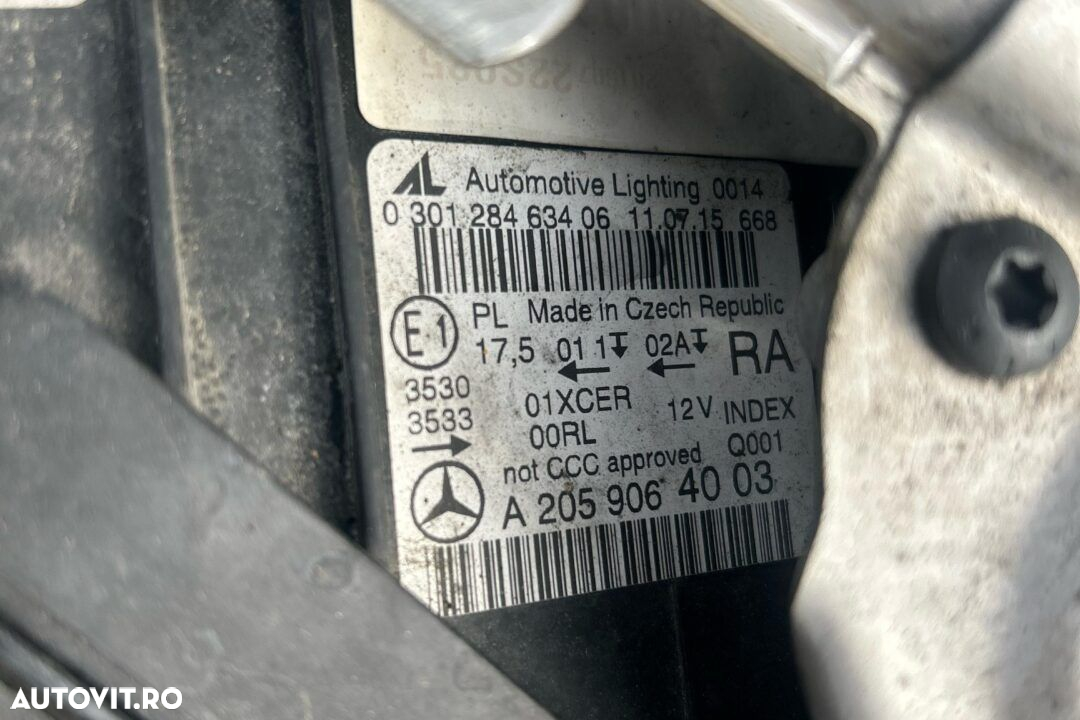 AL Automotive Lighting 0014
0 301 284 634 06 11.07.15 668
E1 PL Made in Czech Republic
17,5 01 1 02A RA
3530
3533
01XCER 12V INDEX
00RL Q001
not CCC approved
A 205 906 40 03
AUTOVIT.RO